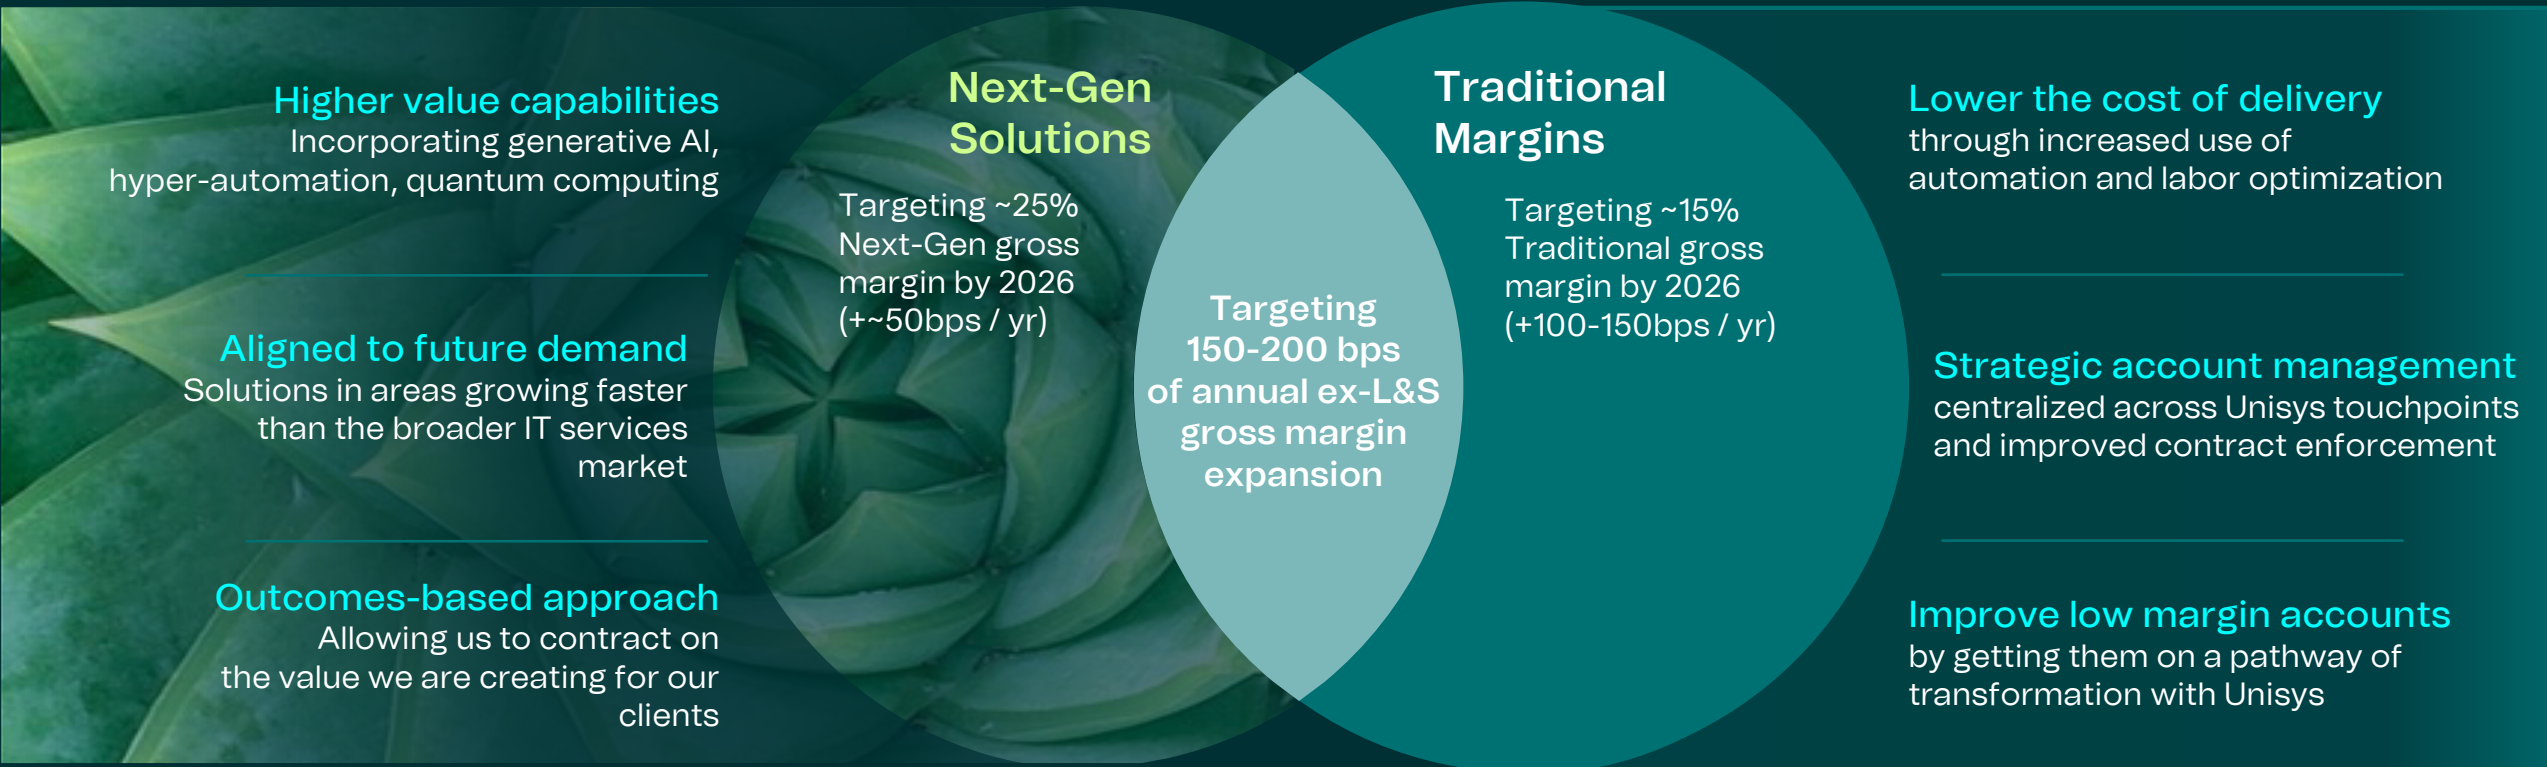 Higher value capabilities
Incorporating generative AI,
hyper-automation, quantum computing
Aligned to future demand
Solutions in areas growing faster
than the broader IT services
market
Outcomes-based approach
Allowing us to contract on
the value we are creating for our
clients
Next-Gen
Solutions
Targeting ~25%
Next-Gen gross
margin by 2026
(+~50bps / yr)
Targeting
150-200 bps
of annual ex-L&S
gross margin
expansion
Traditional
Margins
Targeting ~15%
Traditional gross
margin by 2026
(+100-150bps / yr)
Lower the cost of delivery
through increased use of
automation and labor optimization
Strategic account management
centralized across Unisys touchpoints
and improved contract enforcement
Improve low margin accounts
by getting them on a pathway of
transformation with Unisys